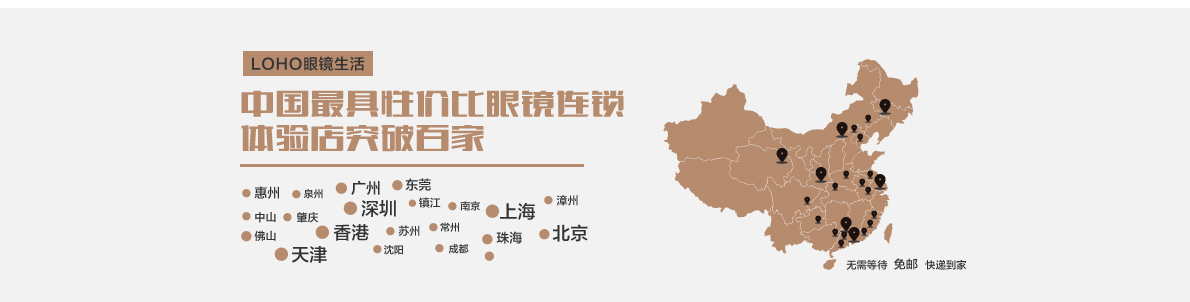 LOHO眼镜生活
中国最具性价比眼镜连锁
体验店突破百家
惠州 泉州 广州 东莞
中山 肇庆 深圳 镇江 南京 上海 漳州
佛山 香港 苏州 常州 珠海 北京
天津 沈阳 成都
无需等待 免邮 快递到家